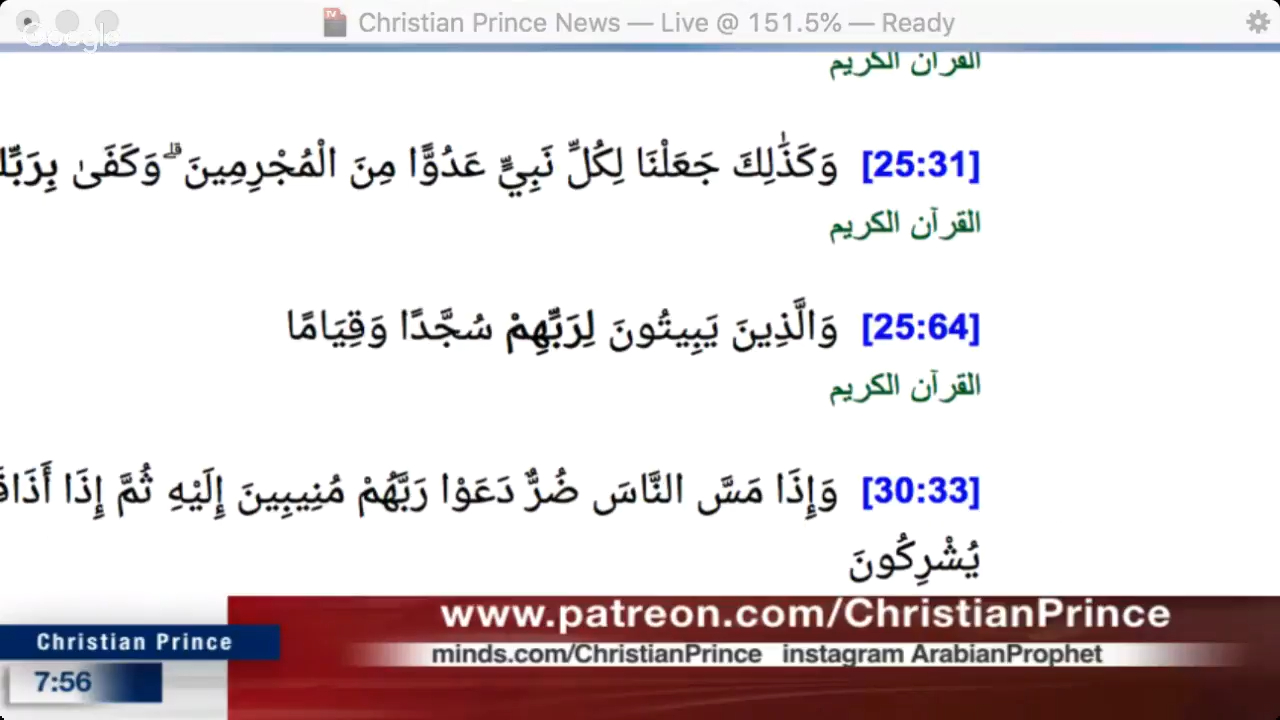 Christian Prince News — Live @ 151.5% — Ready
Google
القرآن الكريم
[25:31] وَكَذَٰلِكَ جَعَلْنَا لِكُلِّ نَبِيٍّ عَدُوًّا مِنَ الْمُجْرِمِينَ ۗ وَكَفَىٰ
القرآن الكريم
[25:64] وَالَّذِينَ يَبِيتُونَ لِرَبِّهِمْ سُجَّدًا وَقِيَامًا
القرآن الكريم
[30:33] وَإِذَا مَسَّ النَّاسَ ضُرٌّ دَعَوْا رَبَّهُمْ مُنِيبِينَ إِلَيْهِ ثُمَّ إِذَا
يُشْرِكُونَ
www.patreon.com/ChristianPrince
Christian Prince
minds.com/ChristianPrince instagram ArabianProphet
7:56